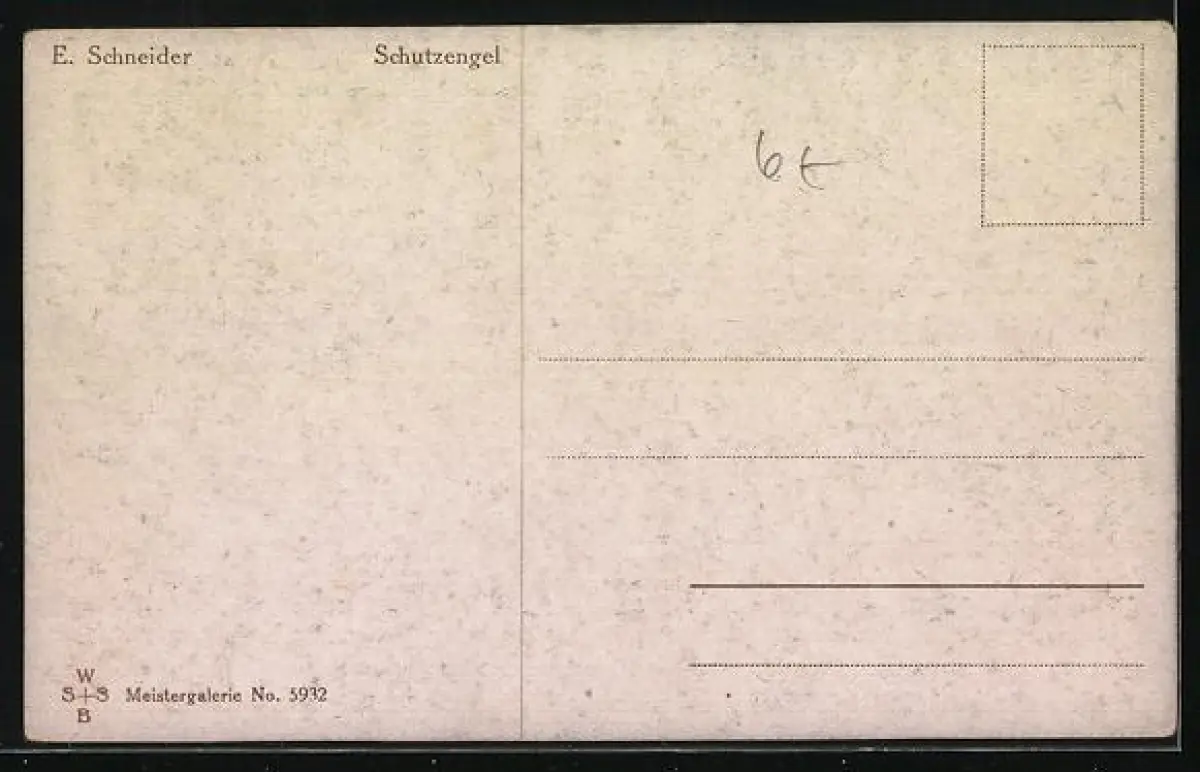 E. Schneider Schutzengel
6 €
W
S+S Meistergalerie No. 5932
B